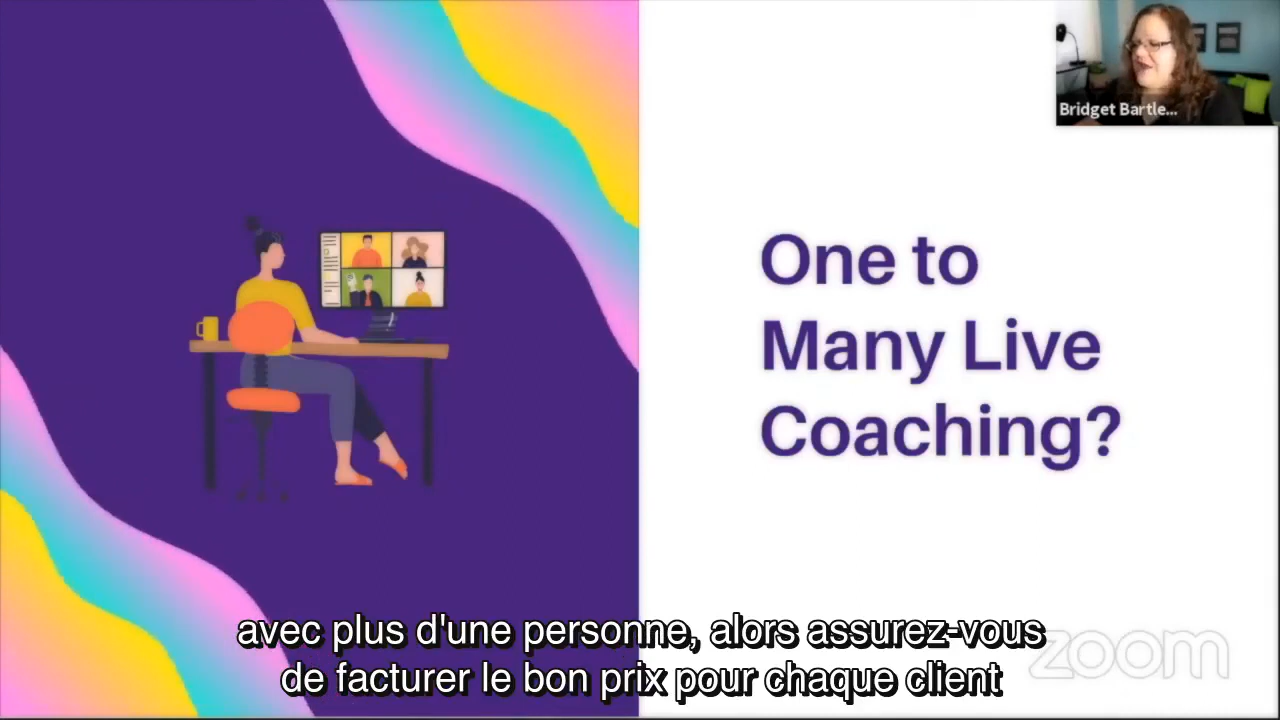 Bridget Bartle...
One to
Many Live
Coaching?
avec plus d'une personne, alors assurez-vous
de facturer le bon prix pour chaque client
zoom